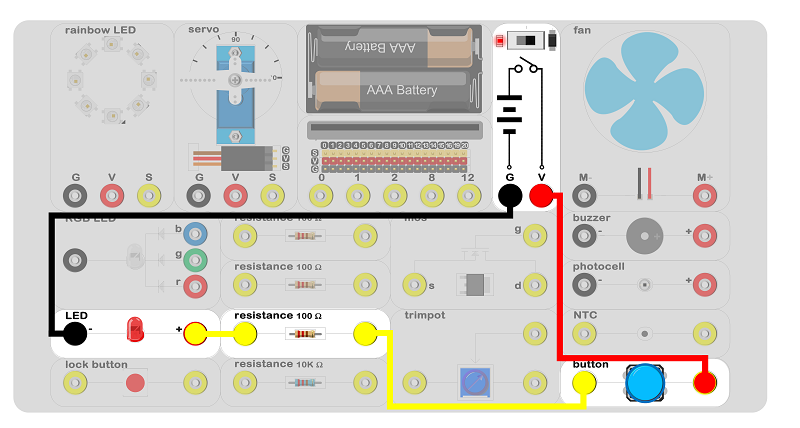 rainbow LED
servo
90
0
AAA Battery
AAA Battery
fan
0 1 2 3 4 5 6 7 8 9 10 11 12 13 14 15 16 19 20
S
V
G
G
V
S
G V S
G V S
0 1 2 8 12
G V
M- M+
RGB LED
b
g
r
resistance 100 Ω
mos
g
s d
buzzer
- +
resistance 100 Ω
photocell
- +
LED
- +
resistance 100 Ω
trimpot
NTC
lock button
resistance 10K Ω
button